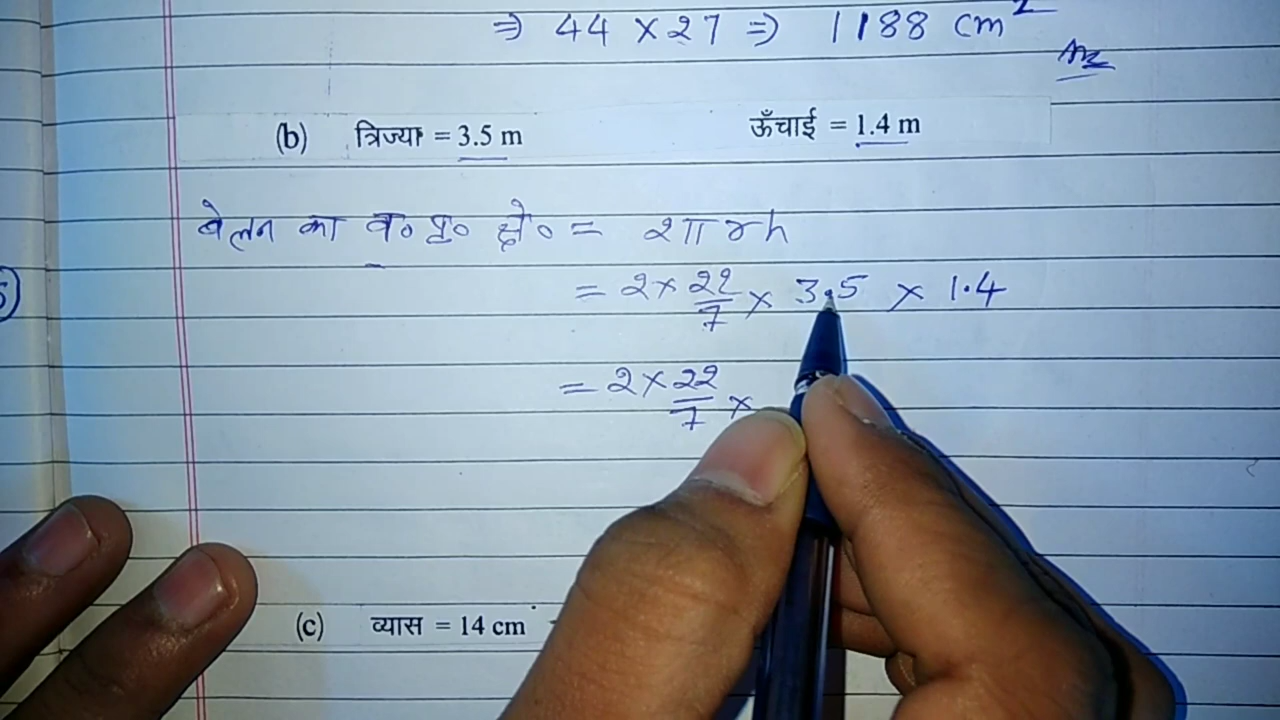 ⇒ 44 × 27 ⇒ 1188 cm²
Ans
(b) त्रिज्या = 3.5 m ऊँचाई = 1.4 m
बेलन का व० पृ० क्षे० = 2πrh
= 2 × 22/7 × 3.5 × 1.4
= 2 × 22/7 ×
(c) व्यास = 14 cm